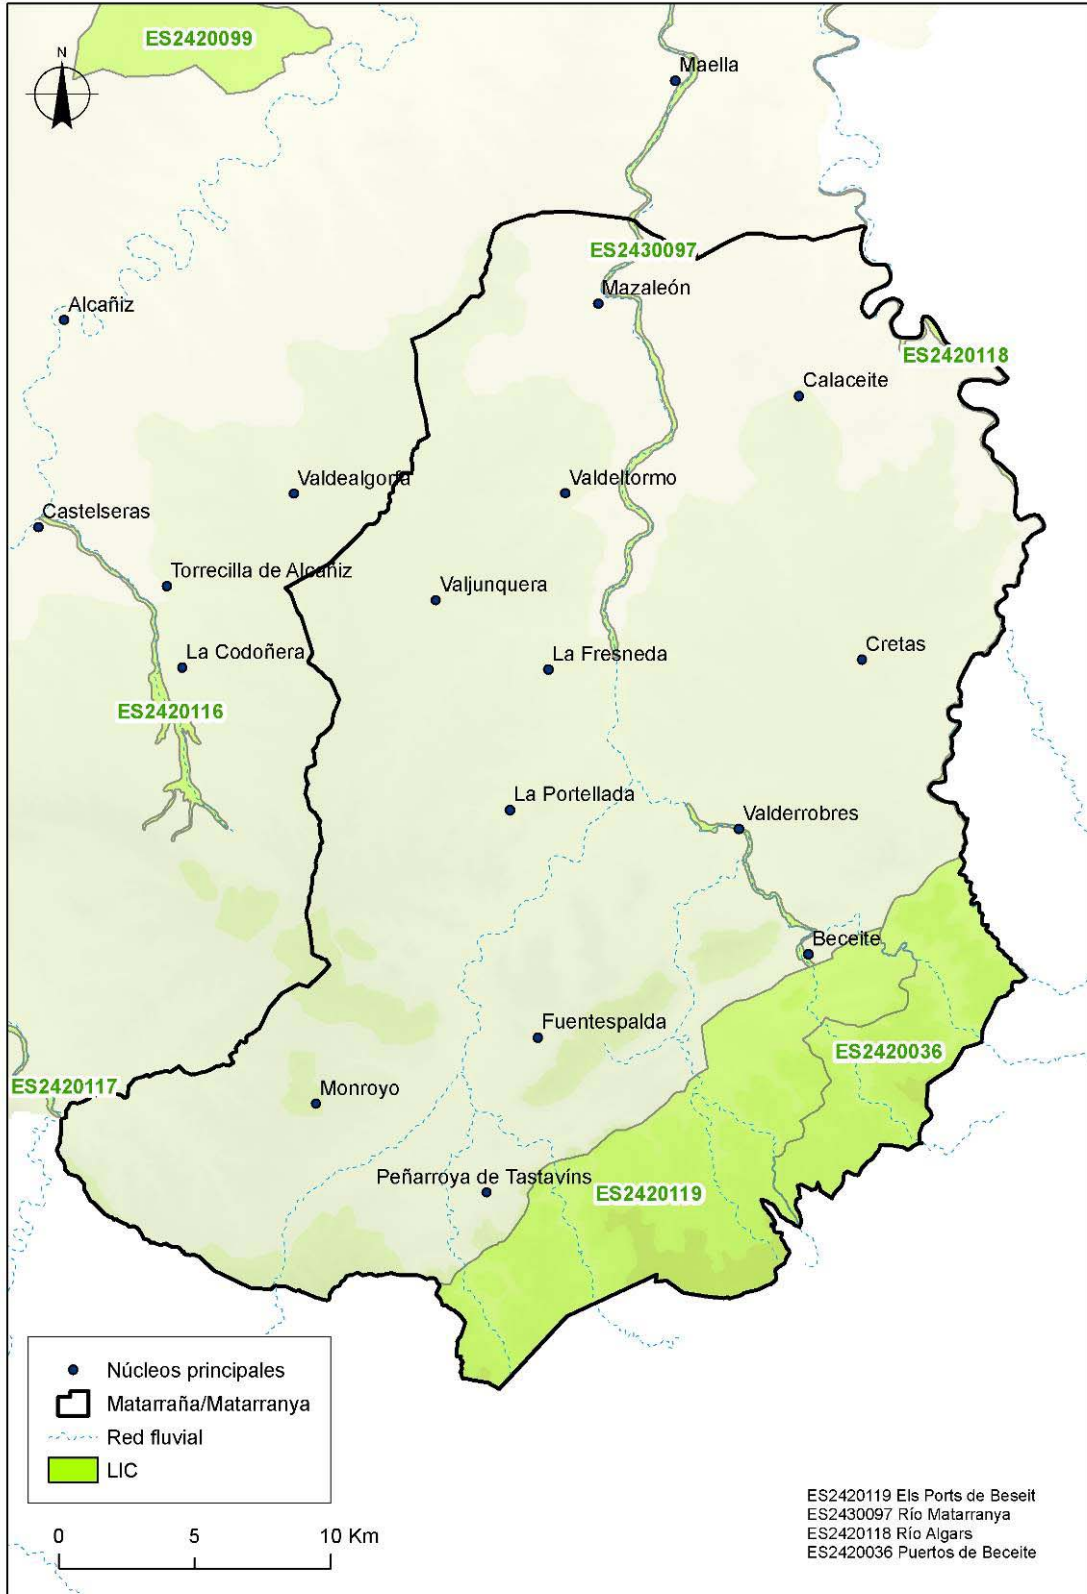 ES2420099
N
Maella
ES2430097
Mazaleón
Alcañiz
ES2420118
Calaceite
Valdealgorfa
Valdeltormo
Castelseras
Torrecilla de Alcañiz
Valjunquera
La Codoñera
La Fresneda
Cretas
ES2420116
La Portellada
Valderrobres
Beceite
Fuentespalda
ES2420036
ES2420117
Monroyo
Peñarroya de Tastavíns
ES2420119
Núcleos principales
Matarraña/Matarranya
Red fluvial
LIC
0 5 10 Km
ES2420119 Els Ports de Beseit
ES2430097 Río Matarranya
ES2420118 Río Algars
ES2420036 Puertos de Beceite